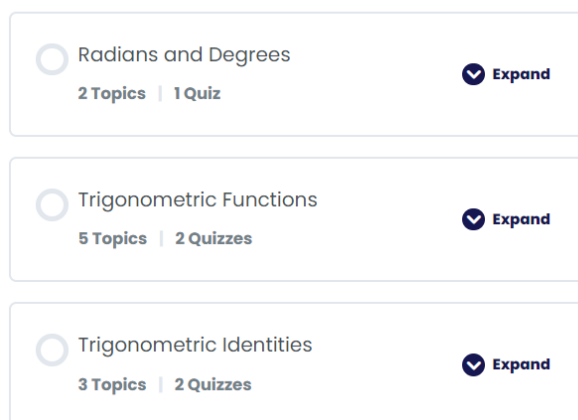 Radians and Degrees
2 Topics | 1 Quiz
Expand
Trigonometric Functions
5 Topics | 2 Quizzes
Expand
Trigonometric Identities
3 Topics | 2 Quizzes
Expand